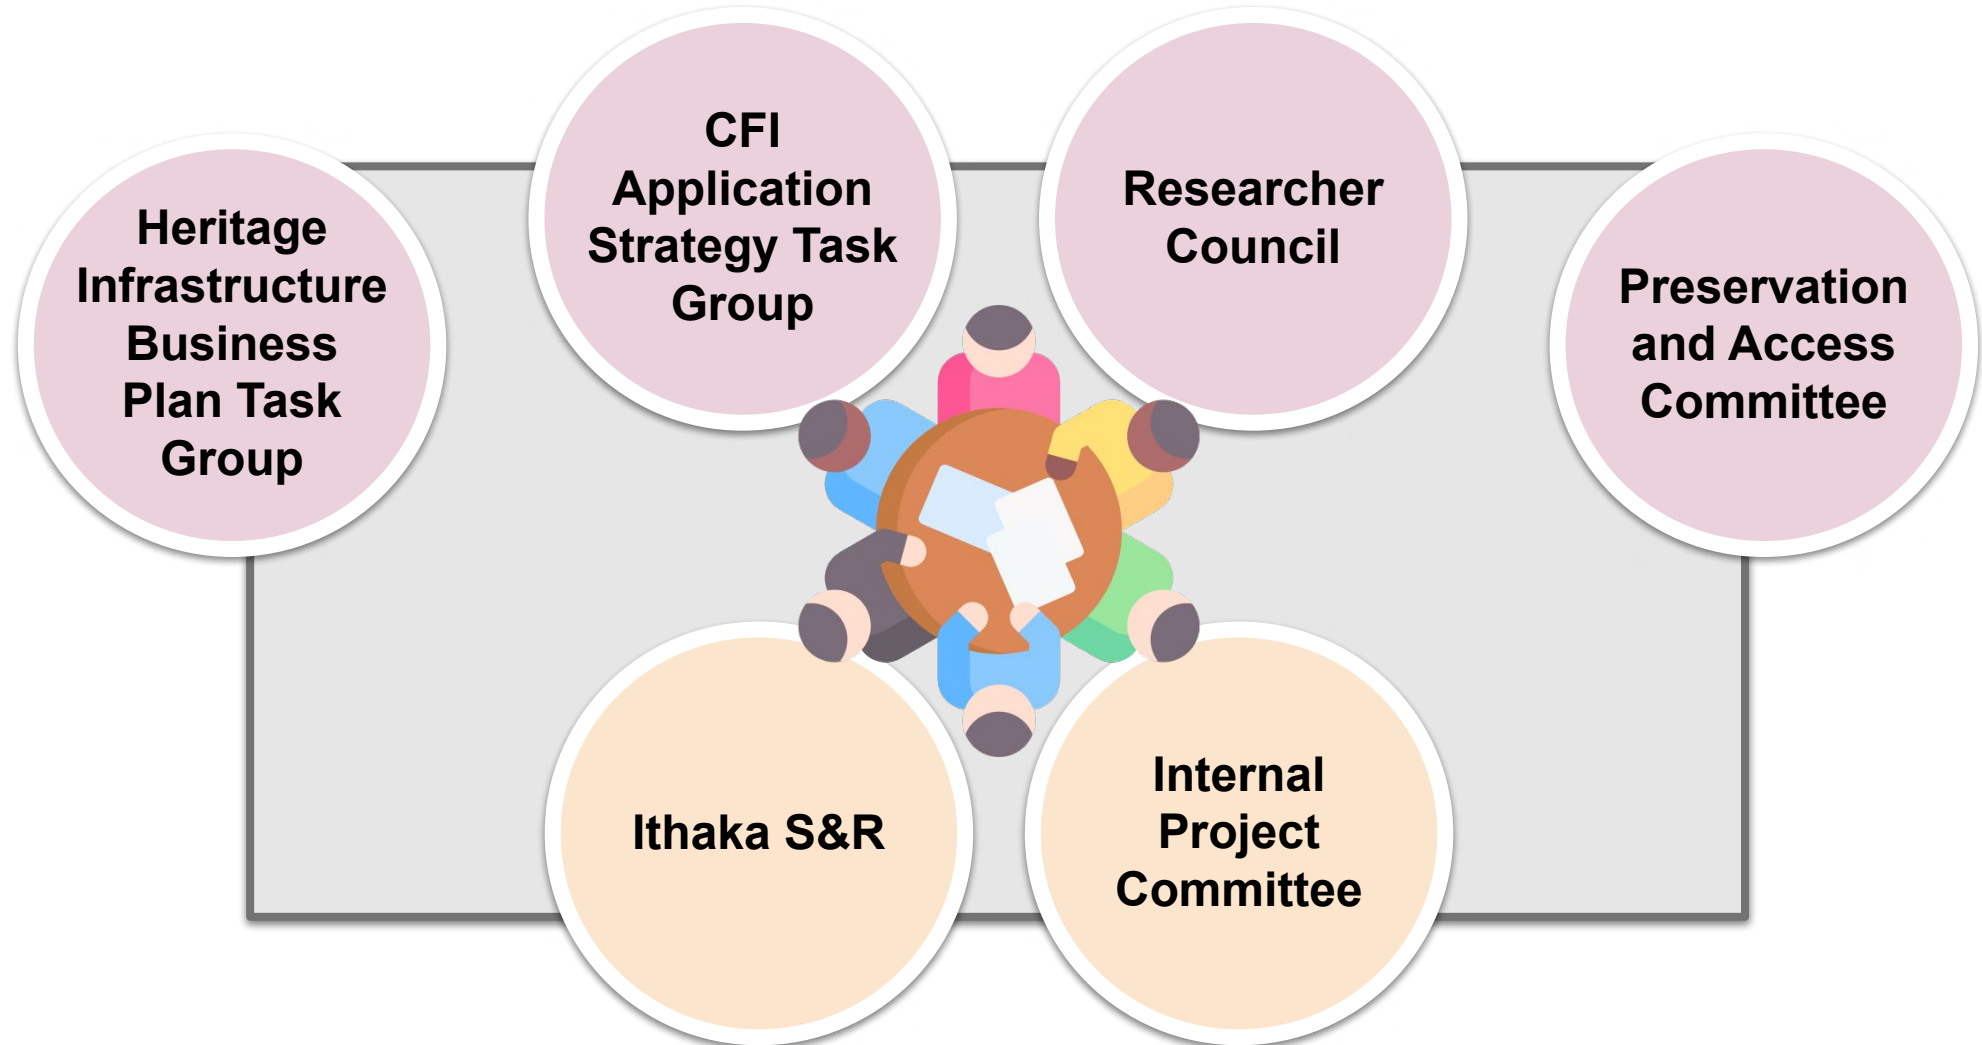 Heritage
Infrastructure
Business
Plan Task
Group
CFI
Application
Strategy Task
Group
Researcher
Council
Preservation
and Access
Committee
Ithaka S&R
Internal
Project
Committee